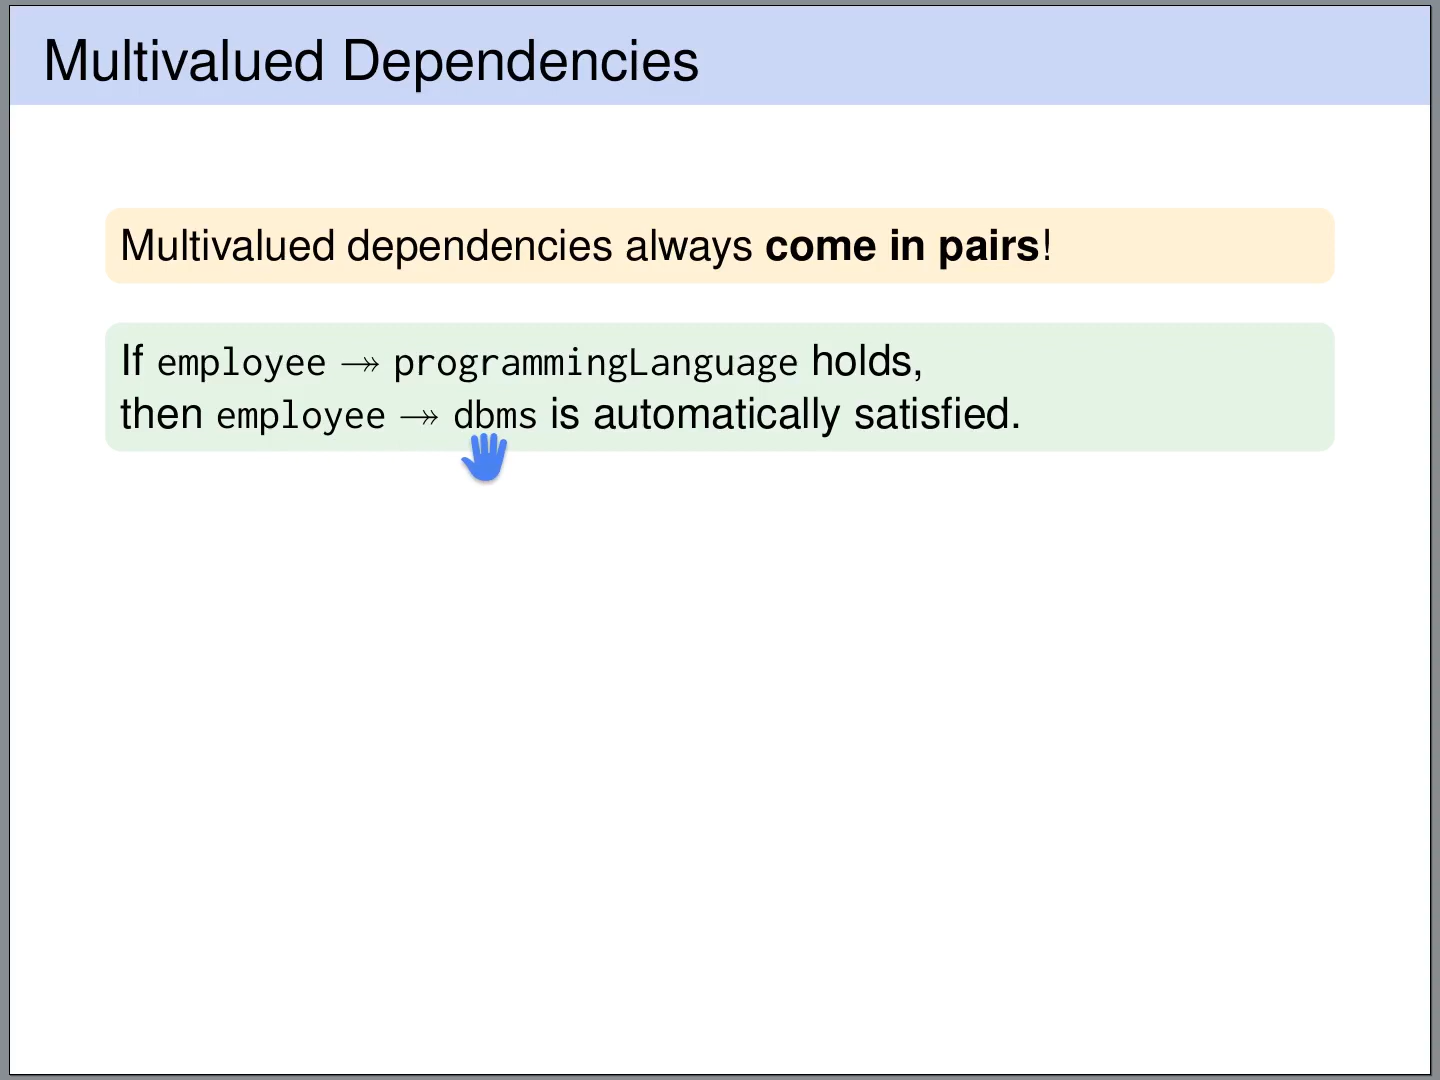 Multivalued Dependencies
Multivalued dependencies always come in pairs!
If employee ↠ programmingLanguage holds,
then employee ↠ dbms is automatically satisfied.